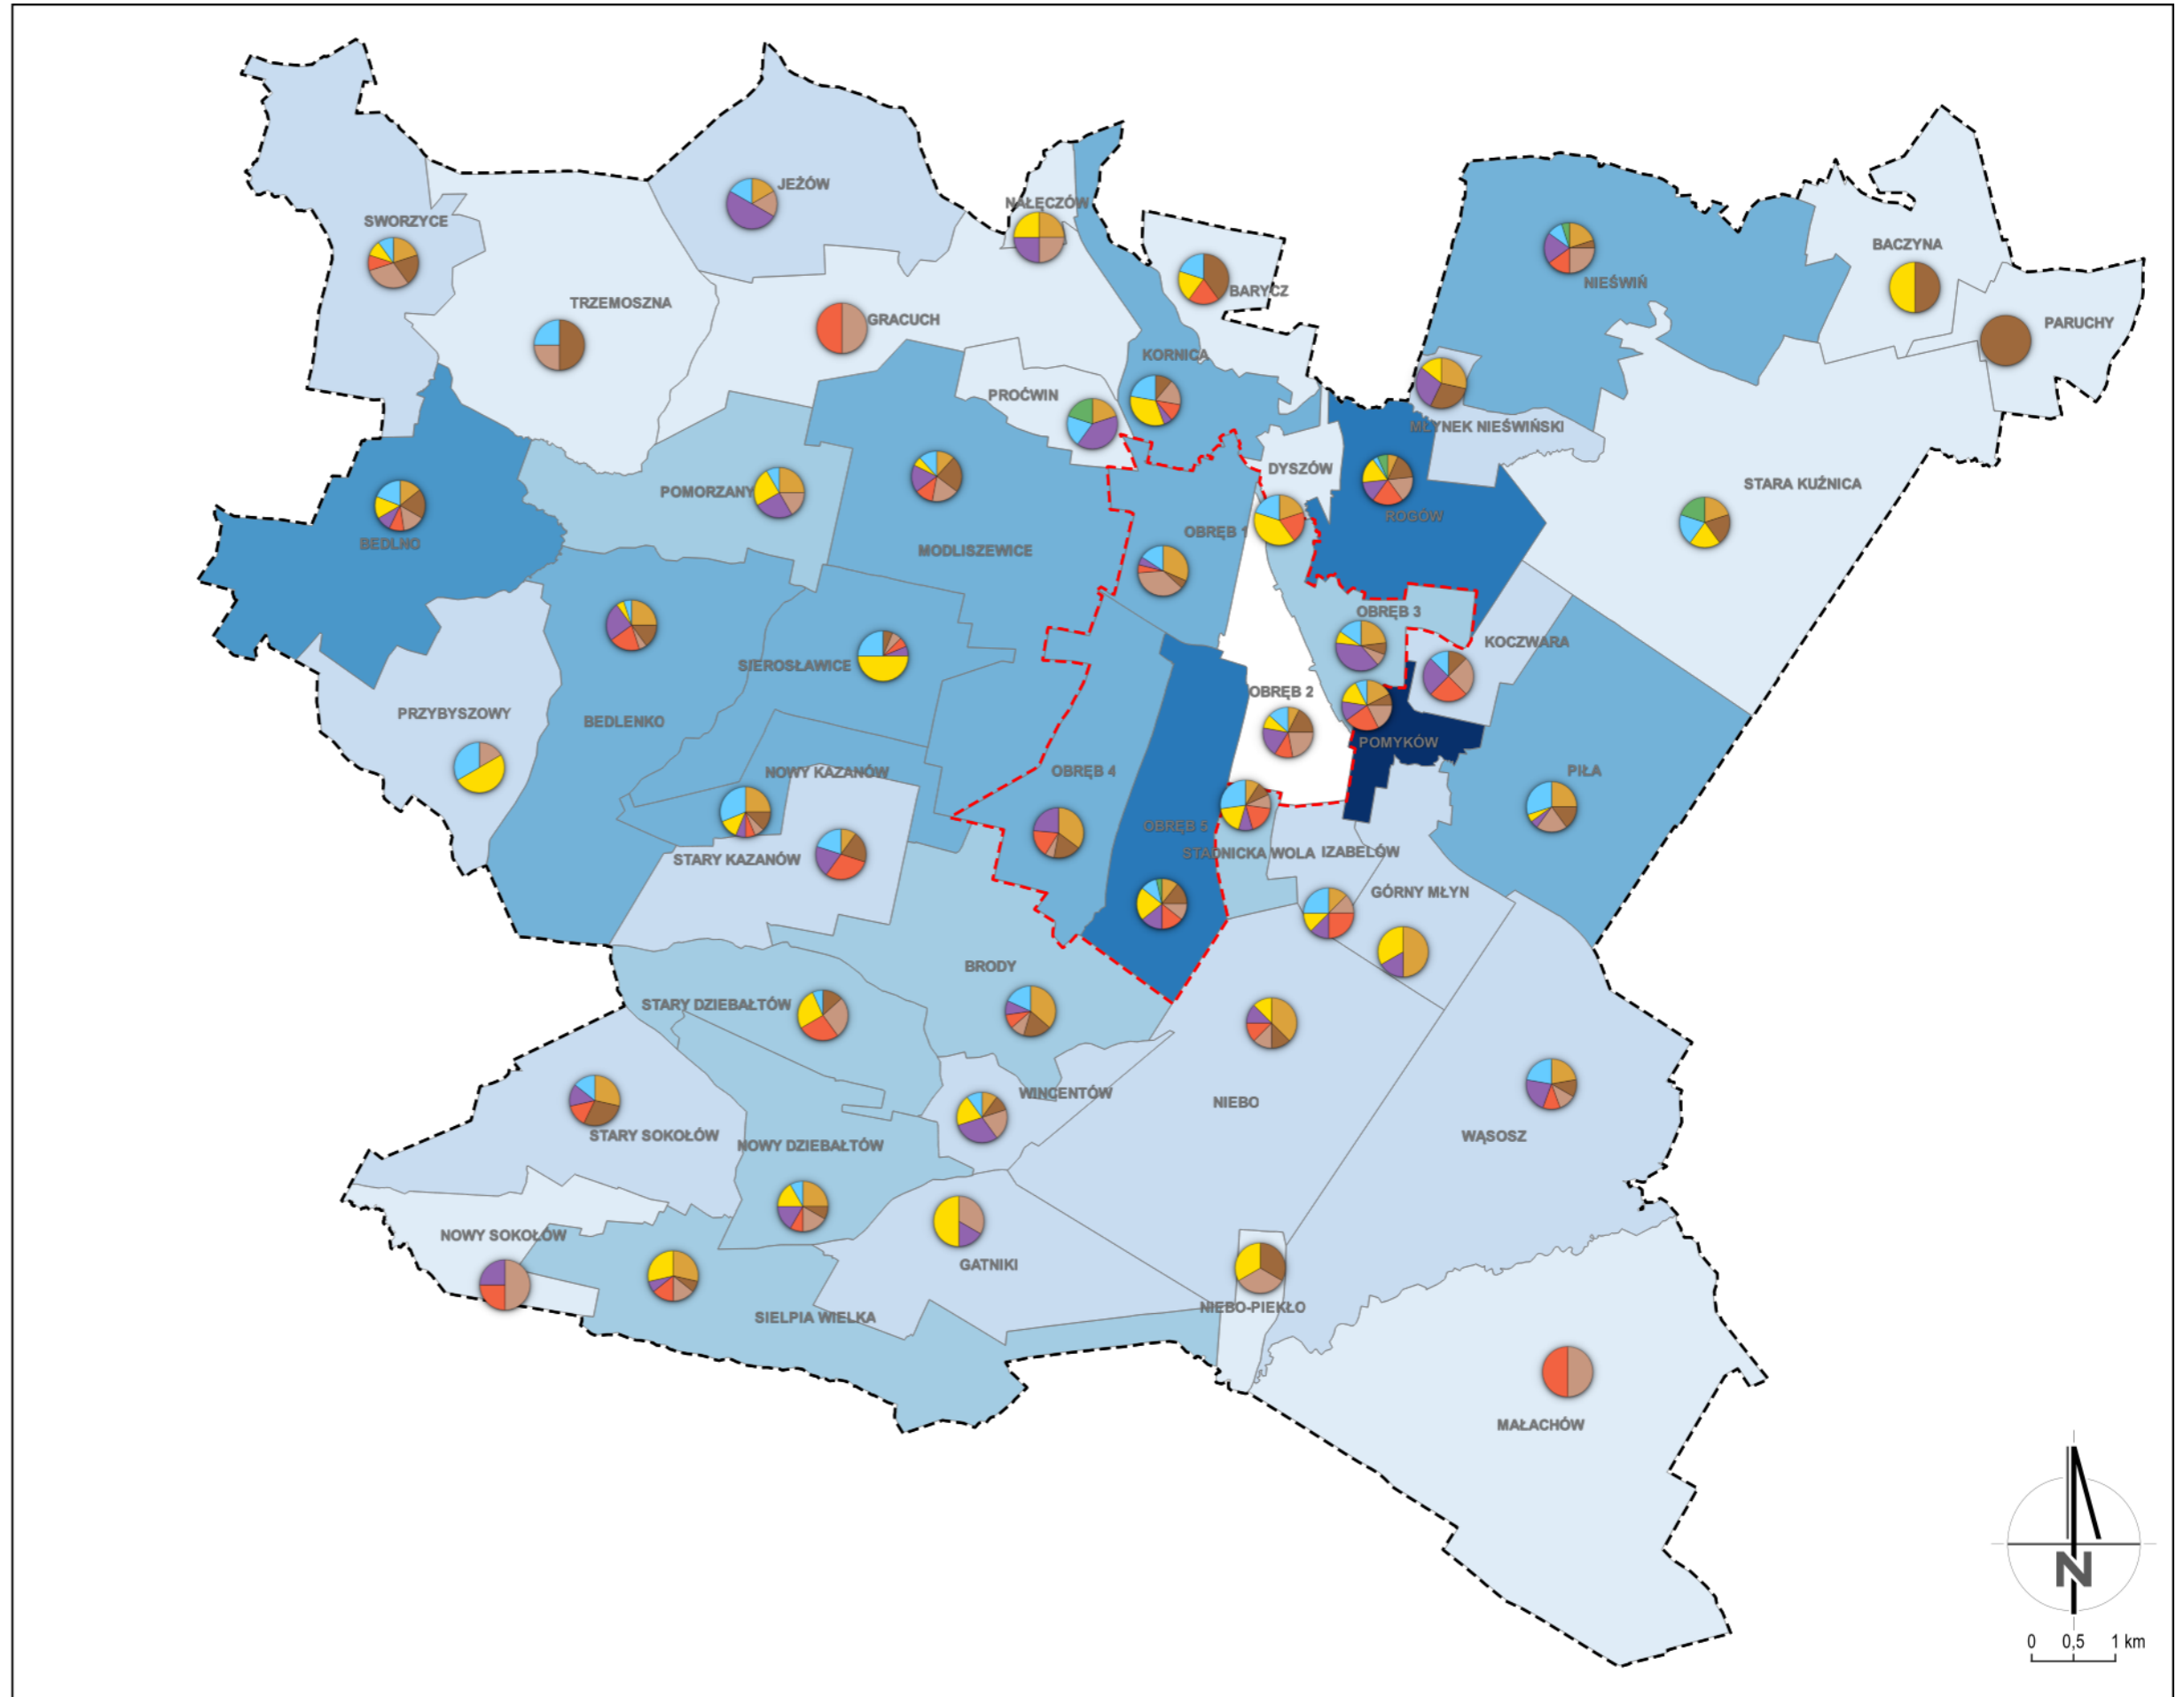 JEŻÓW
NAŁĘCZÓW
SWORZYCE
BACZYNA
NIEŚWIŃ
BARYCZ
TRZEMOSZNA
GRACUCH
PARUCHY
KORNICA
PROĆWIN
MŁYNEK NIEŚWIŃSKI
DYSZÓW
STARA KUŹNICA
POMORZANY
ROGÓW
OBRĘB 1
BEDLNO
MODLISZEWICE
OBRĘB 3
KOCZWARA
SIEROSŁAWICE
OBRĘB 2
PRZYBYSZOWY
BEDLENKO
POMYKÓW
NOWY KAZANÓW
OBRĘB 4
PIŁA
OBRĘB 5
STARY KAZANÓW
STADNICKA WOLA
IZABELÓW
GÓRNY MŁYN
BRODY
STARY DZIEBAŁTÓW
WINCENTÓW
NIEBO
STARY SOKOŁÓW
WĄSOSZ
NOWY DZIEBAŁTÓW
NOWY SOKOŁÓW
GATNIKI
NIEBO-PIEKŁO
SIELPIA WIELKA
MAŁACHÓW
N
0 0,5 1 km